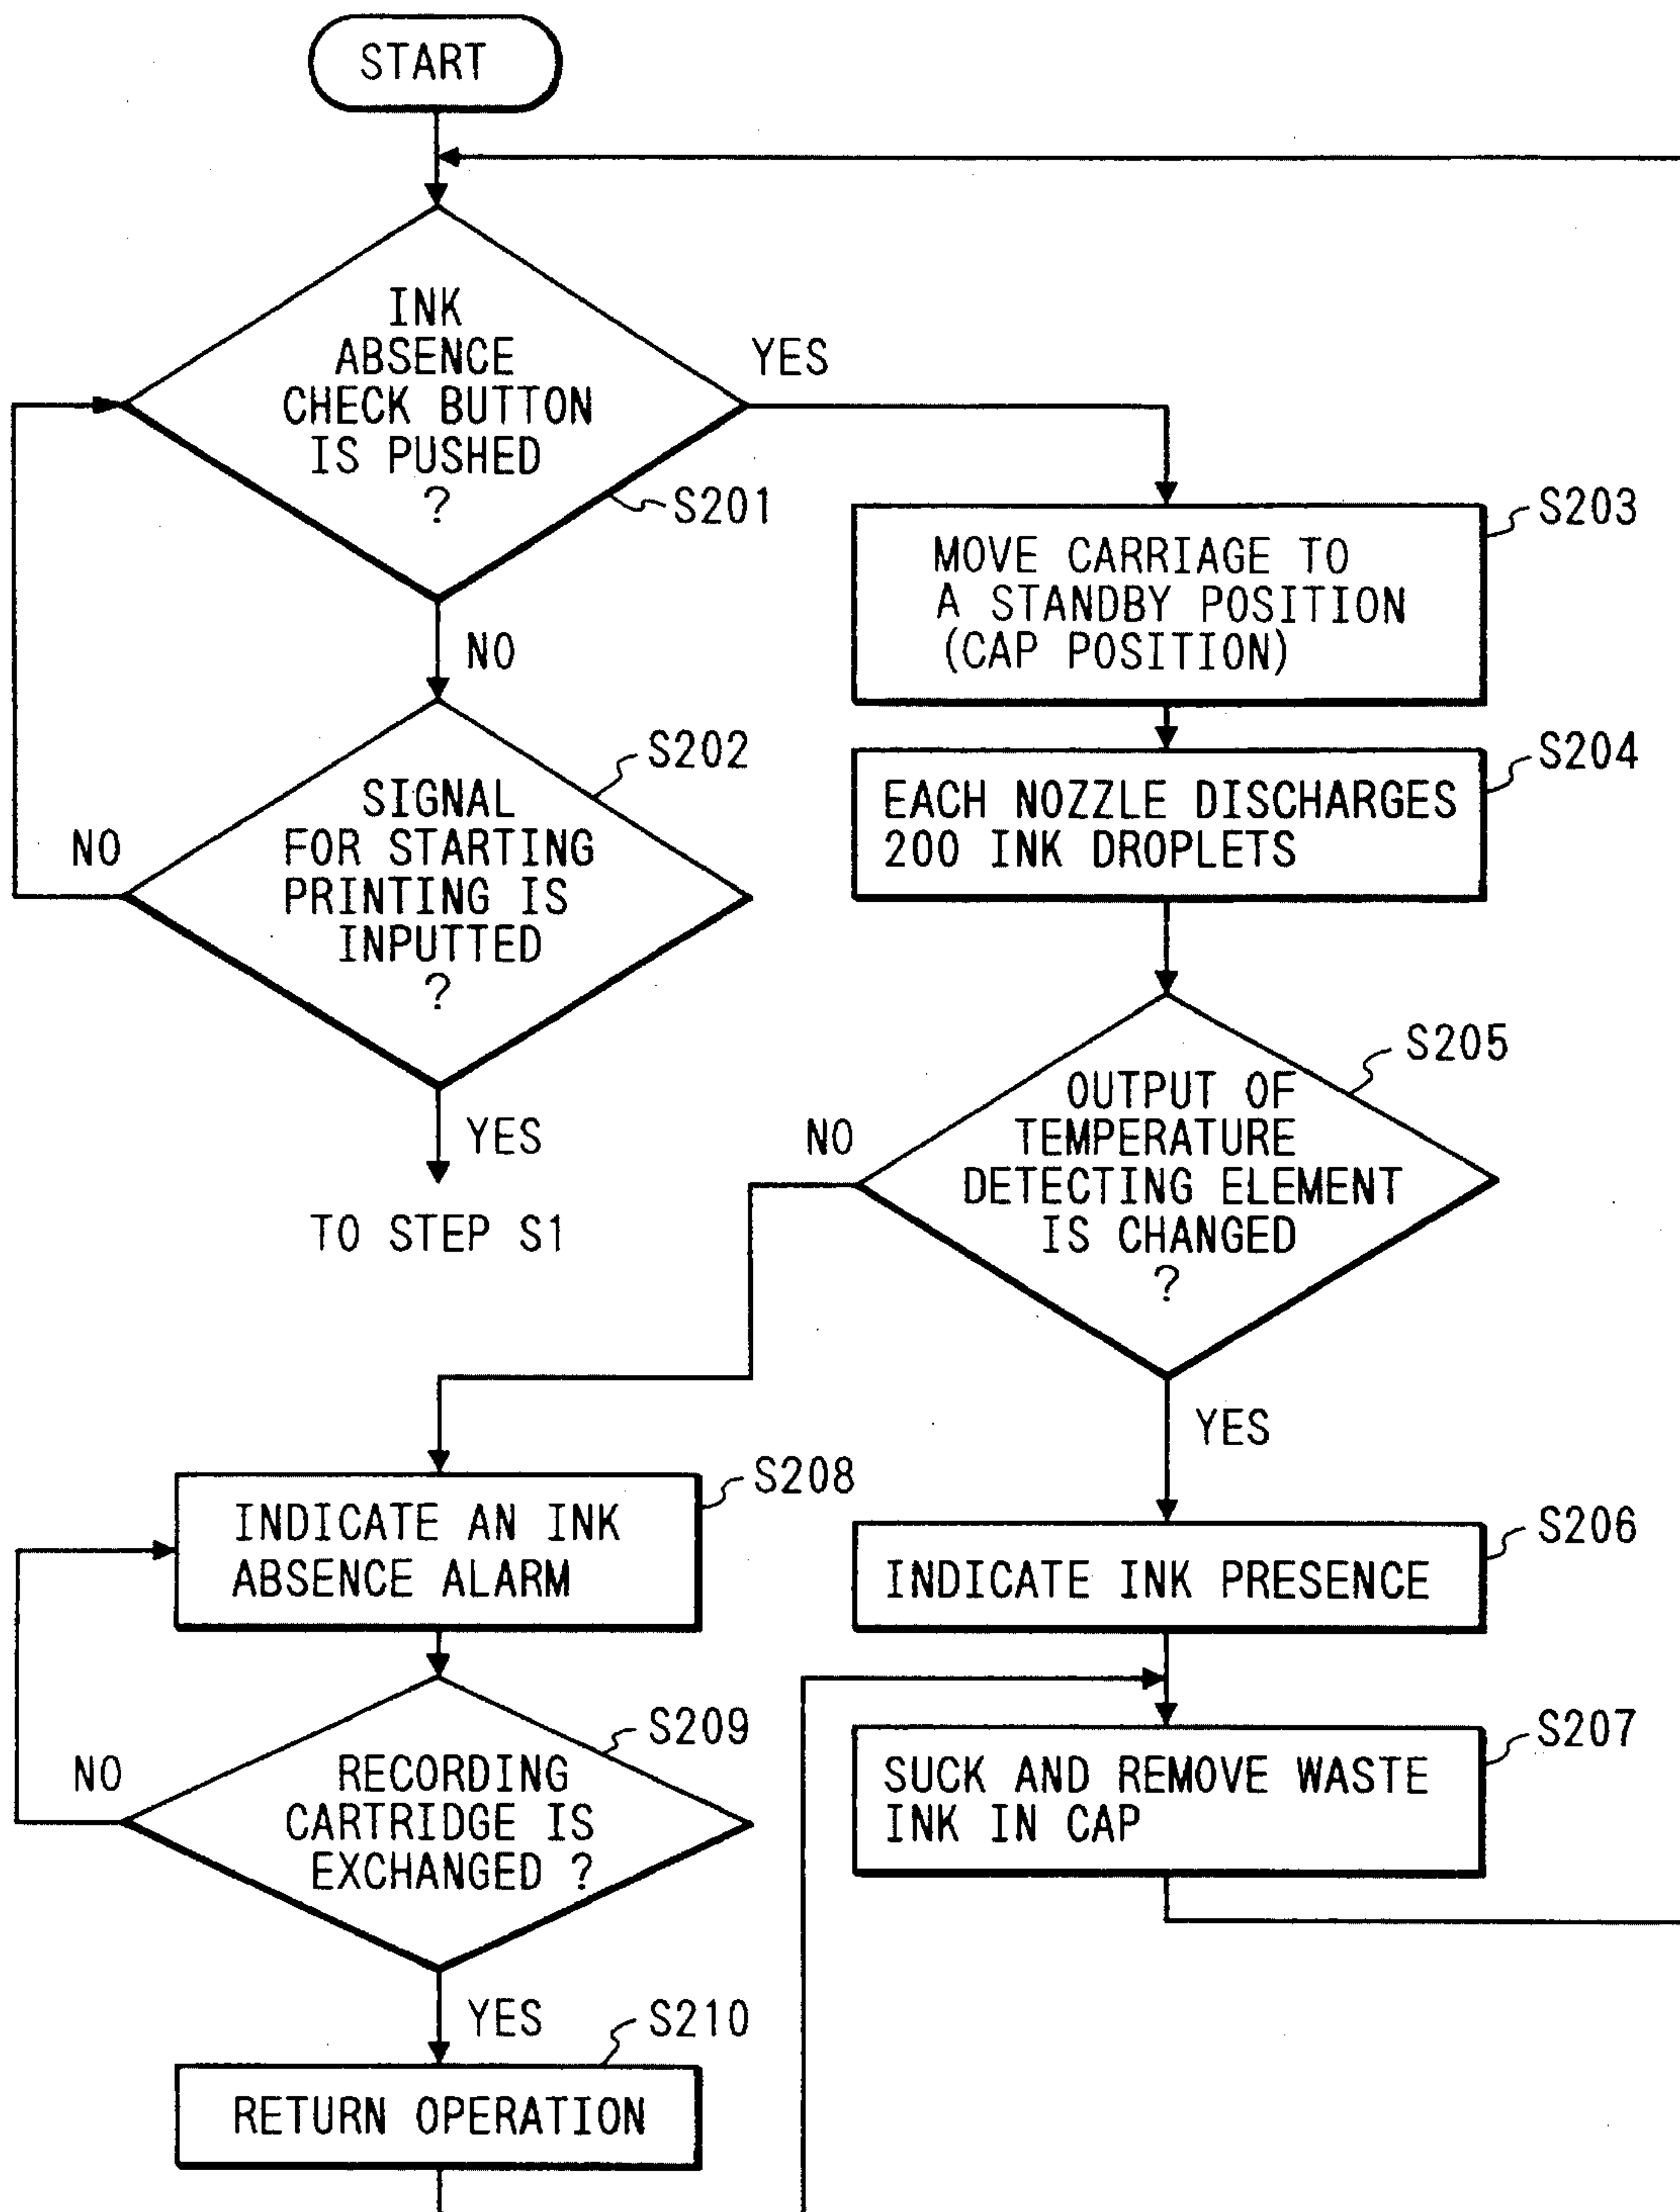 START
INK
ABSENCE
CHECK BUTTON
IS PUSHED
?
YES
S201
NO
S202
SIGNAL
FOR STARTING
PRINTING IS
INPUTTED
?
NO
YES
TO STEP S1
S203
MOVE CARRIAGE TO
A STANDBY POSITION
(CAP POSITION)
S204
EACH NOZZLE DISCHARGES
200 INK DROPLETS
S205
OUTPUT OF
TEMPERATURE
DETECTING ELEMENT
IS CHANGED
?
NO
YES
S206
INDICATE INK PRESENCE
S207
SUCK AND REMOVE WASTE
INK IN CAP
S208
INDICATE AN INK
ABSENCE ALARM
S209
RECORDING
CARTRIDGE IS
EXCHANGED ?
NO
YES
S210
RETURN OPERATION